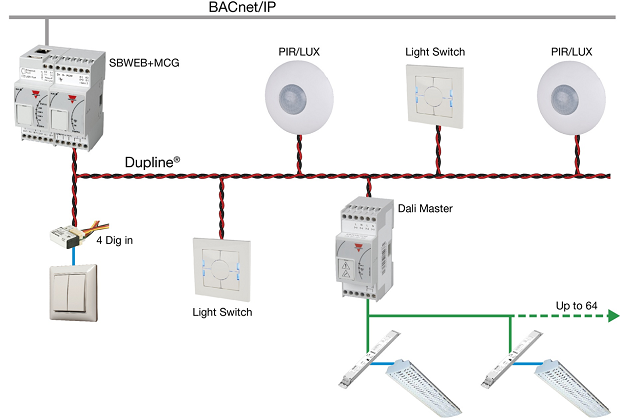 BACnet/IP
SBWEB+MCG
PIR/LUX
Light Switch
PIR/LUX
Dupline®
4 Dig in
Light Switch
Dali Master
Up to 64